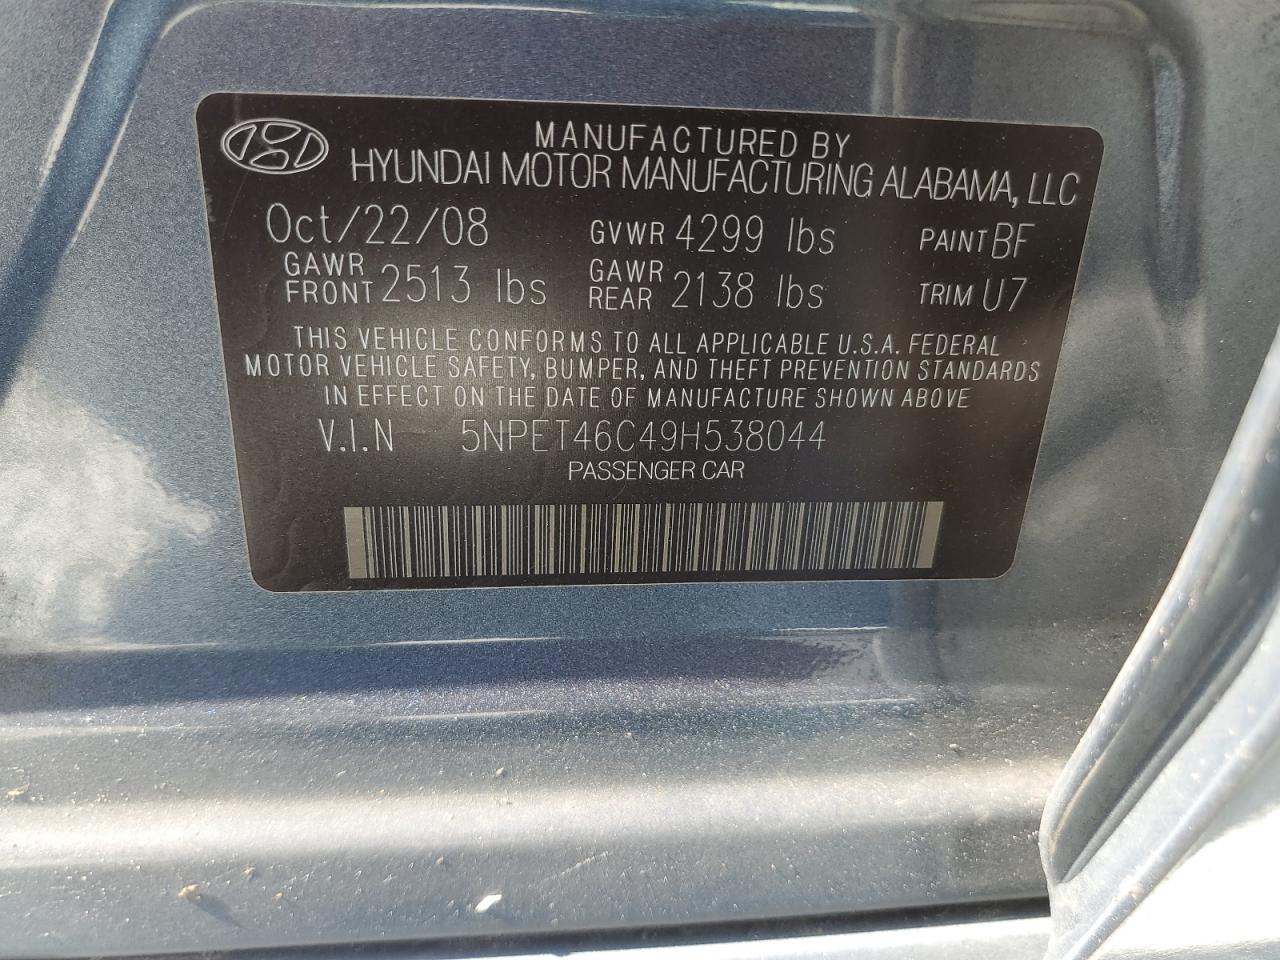 MANUFACTURED BY
HYUNDAI MOTOR MANUFACTURING ALABAMA, LLC
Oct/22/08 GVWR 4299 lbs PAINT BF
GAWR FRONT 2513 lbs GAWR REAR 2138 lbs TRIM U7
THIS VEHICLE CONFORMS TO ALL APPLICABLE U.S.A. FEDERAL
MOTOR VEHICLE SAFETY, BUMPER, AND THEFT PREVENTION STANDARDS
IN EFFECT ON THE DATE OF MANUFACTURE SHOWN ABOVE
V.I.N 5NPET46C49H538044
PASSENGER CAR